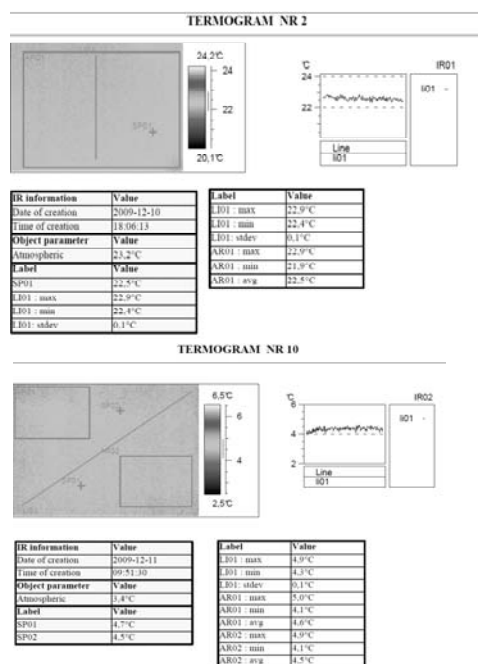 TERMOGRAM NR 2
24,2°C
24
22
20,1°C
SP01
°C
24
22
IR01
li01 -
Line
li01
IR information Value
Date of creation 2009-12-10
Time of creation 18:06:13
Object parameter Value
Atmospheric 23,2°C
Label Value
SP01 22,5°C
LI01 : max 22,9°C
LI01 : min 22,4°C
LI01: stdev 0,1°C
Label Value
LI01 : max 22,9°C
LI01 : min 22,4°C
LI01: stdev 0,1°C
AR01 : max 22,9°C
AR01 : min 21,9°C
AR01 : avg 22,5°C
TERMOGRAM NR 10
6,5°C
6
4
2,5°C
°C
6
4
2
IR02
li01 -
Line
li01
IR information Value
Date of creation 2009-12-11
Time of creation 09:51:30
Object parameter Value
Atmospheric 3,4°C
Label Value
SP01 4,7°C
SP02 4,5°C
Label Value
LI01 : max 4,9°C
LI01 : min 4,3°C
LI01: stdev 0,1°C
AR01 : max 5,0°C
AR01 : min 4,1°C
AR01 : avg 4,6°C
AR02 : max 4,9°C
AR02 : min 4,1°C
AR02 : avg 4,5°C